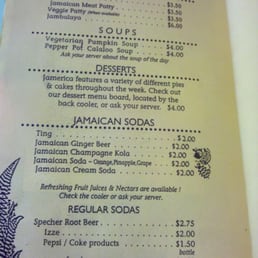 Jamaican Meat Patty $3.50
Veggie Patty $3.50
Jambalaya $6.00
SOUPS
Vegetarian Pumpkin Soup $4.00
Pepper Pot Calaloo Soup $4.00
Ask your server about the soup of the day
DESSERTS
Jamerica features a variety of different pies
& cakes throughout the week. Check out
our dessert menu board, located by the
back cooler, or ask your server. $4.00
JAMAICAN SODAS
Ting $2.00
Jamaican Ginger Beer $2.00
Jamaican Champagne Kola $2.00
Jamaican Soda - Orange, Pineapple, Grape $2.00
Jamaican Cream Soda $2.00
Refreshing Fruit Juices & Nectars are available!
Check the cooler or ask your server.
REGULAR SODAS
Specher Root Beer $2.75
Izze $2.00
Pepsi / Coke products $1.50
bottle